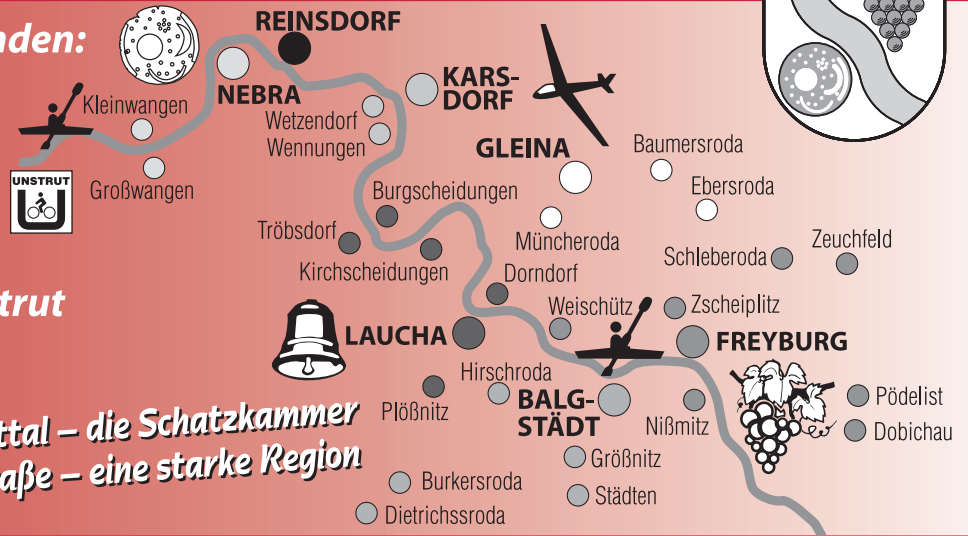 nden:
REINSDORF
NEBRA
Kleinwangen
Großwangen
UNSTRUT
U
Wetzendorf
Wennungen
KARS-
DORF
GLEINA
Baumersroda
Ebersroda
Müncheroda
Schleberoda
Zeuchfeld
Burgscheidungen
Tröbsdorf
Kirchscheidungen
Dorndorf
Weischütz
Zscheiplitz
trut
LAUCHA
FREYBURG
Hirschroda
Plößnitz
BALG-
STÄDT
Nißmitz
Pödelist
Dobichau
ttal – die Schatzkammer
aße – eine starke Region
Größnitz
Städten
Burkersroda
Dietrichssroda